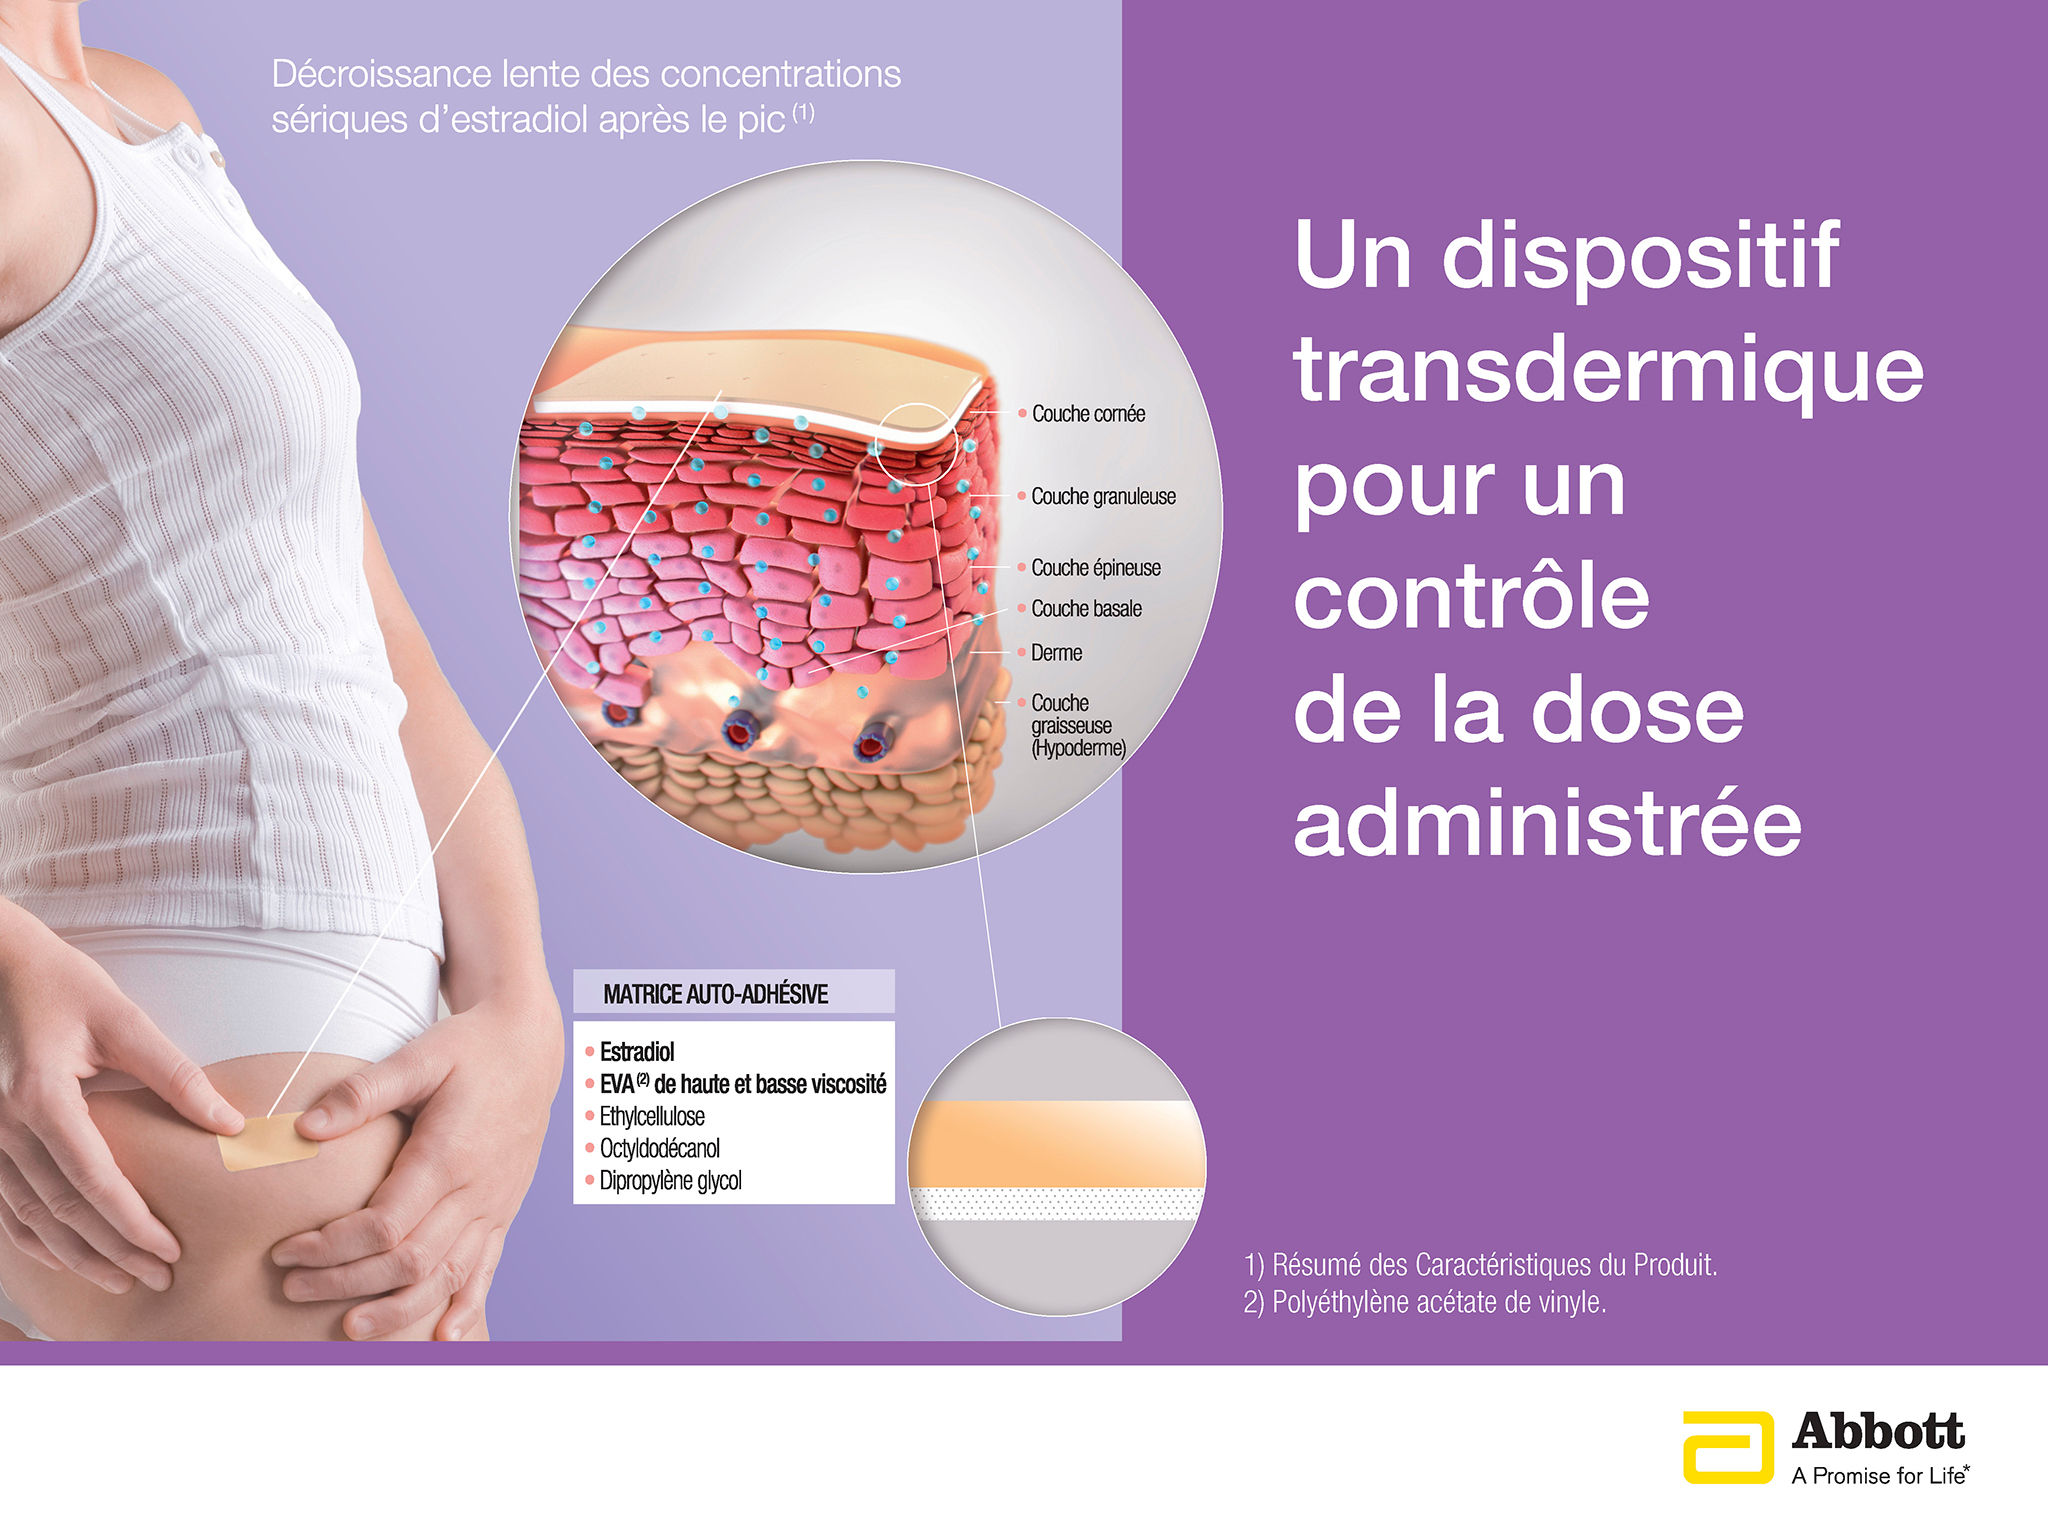 Décroissance lente des concentrations
sériques d'estradiol après le pic (1)
Couche cornée
Couche granuleuse
Couche épineuse
Couche basale
Derme
Couche
graisseuse
(Hypoderme)
MATRICE AUTO-ADHÉSIVE
• Estradiol
• EVA (2) de haute et basse viscosité
• Ethylcellulose
• Octyldodécanol
• Dipropylène glycol
Un dispositif
transdermique
pour un
contrôle
de la dose
administrée
1) Résumé des Caractéristiques du Produit.
2) Polyéthylène acétate de vinyle.
Abbott
A Promise for Life*